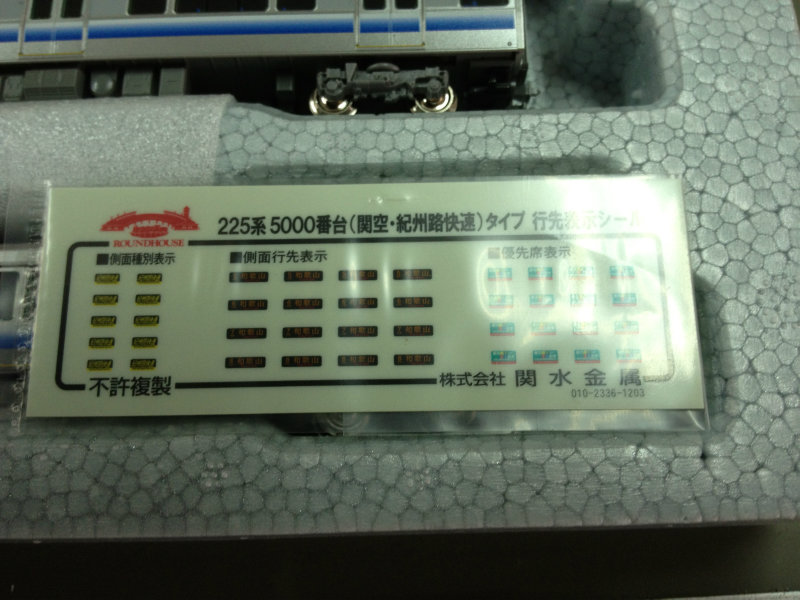 225系 5000番台(関空・紀州路快速)タイプ 行先表示シール
ROUNDHOUSE
■側面種別表示 ■側面行先表示 ■優先席表示
和歌山 和歌山 和歌山 和歌山
和歌山 和歌山 和歌山 和歌山
和歌山 和歌山 和歌山 和歌山
和歌山 和歌山 和歌山 和歌山
不許複製 株式会社 関水金属
010-2336-1203